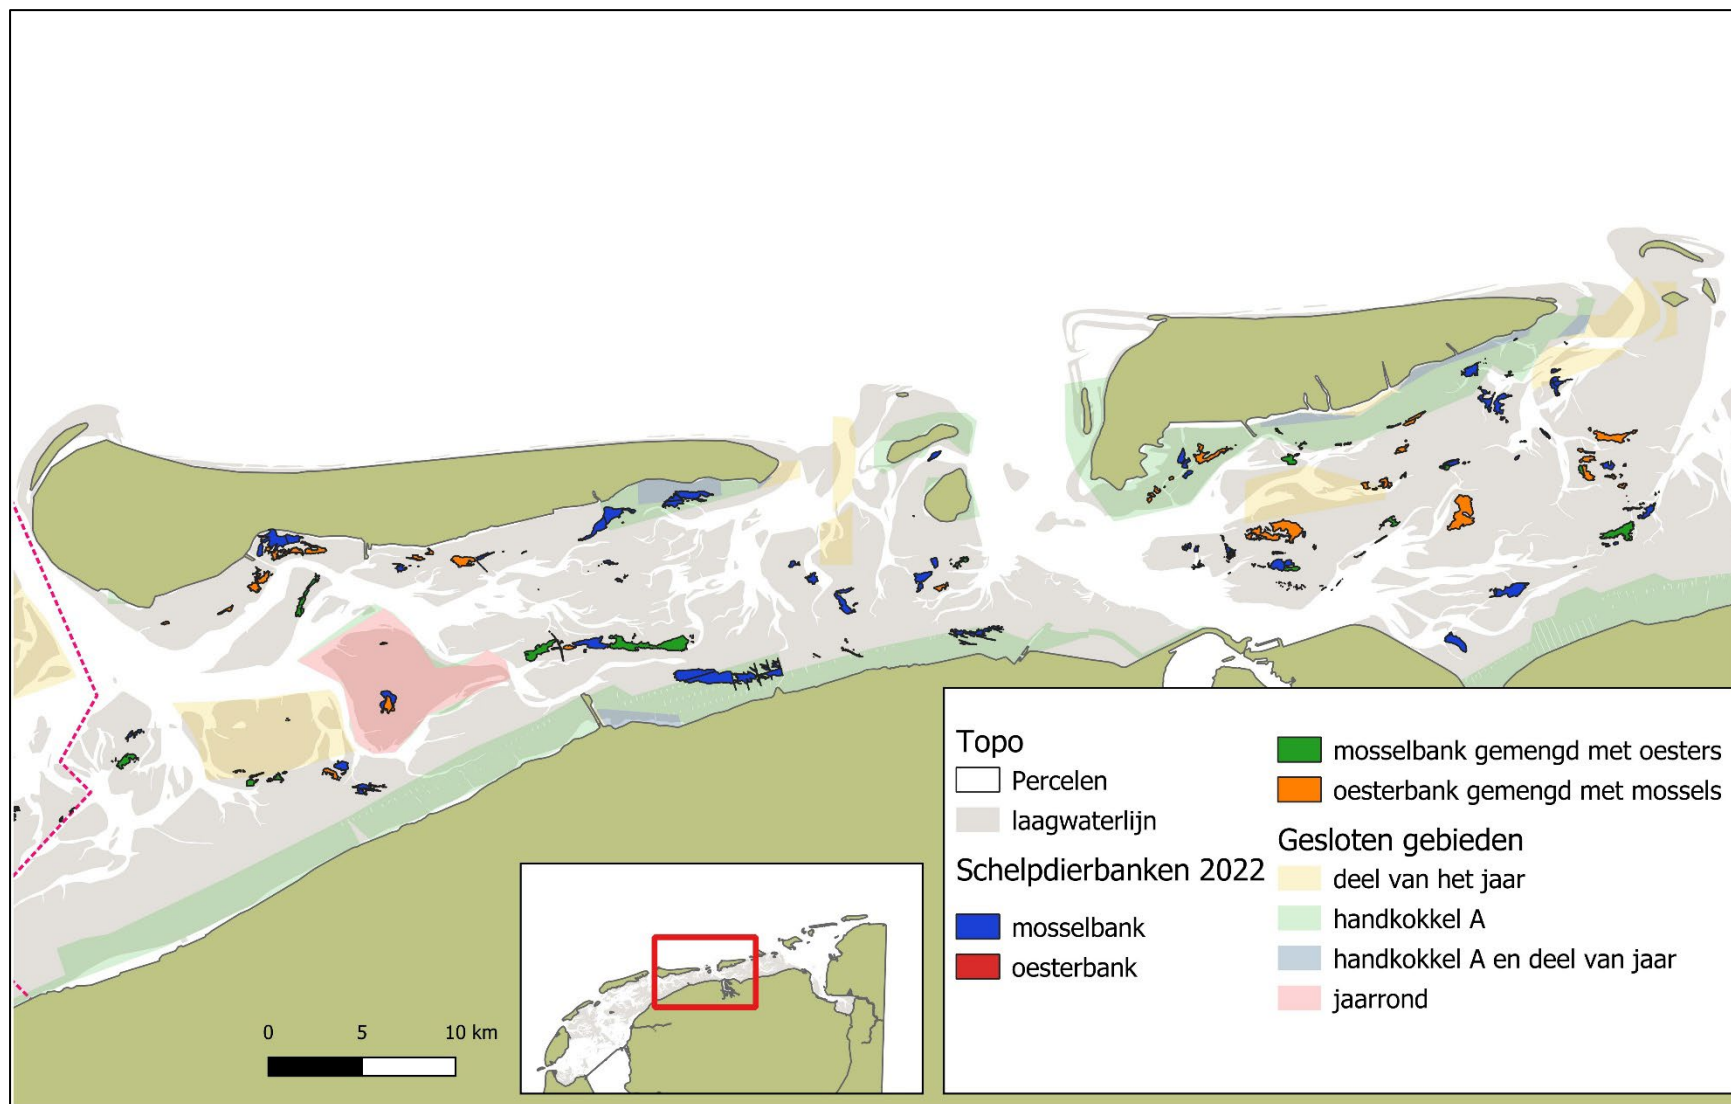 Topo
Percelen
laagwaterlijn
Schelpdierbanken 2022
mosselbank
oesterbank
mosselbank gemengd met oesters
oesterbank gemengd met mossels
Gesloten gebieden
deel van het jaar
handkokkel A
handkokkel A en deel van jaar
jaarrond
0 5 10 km